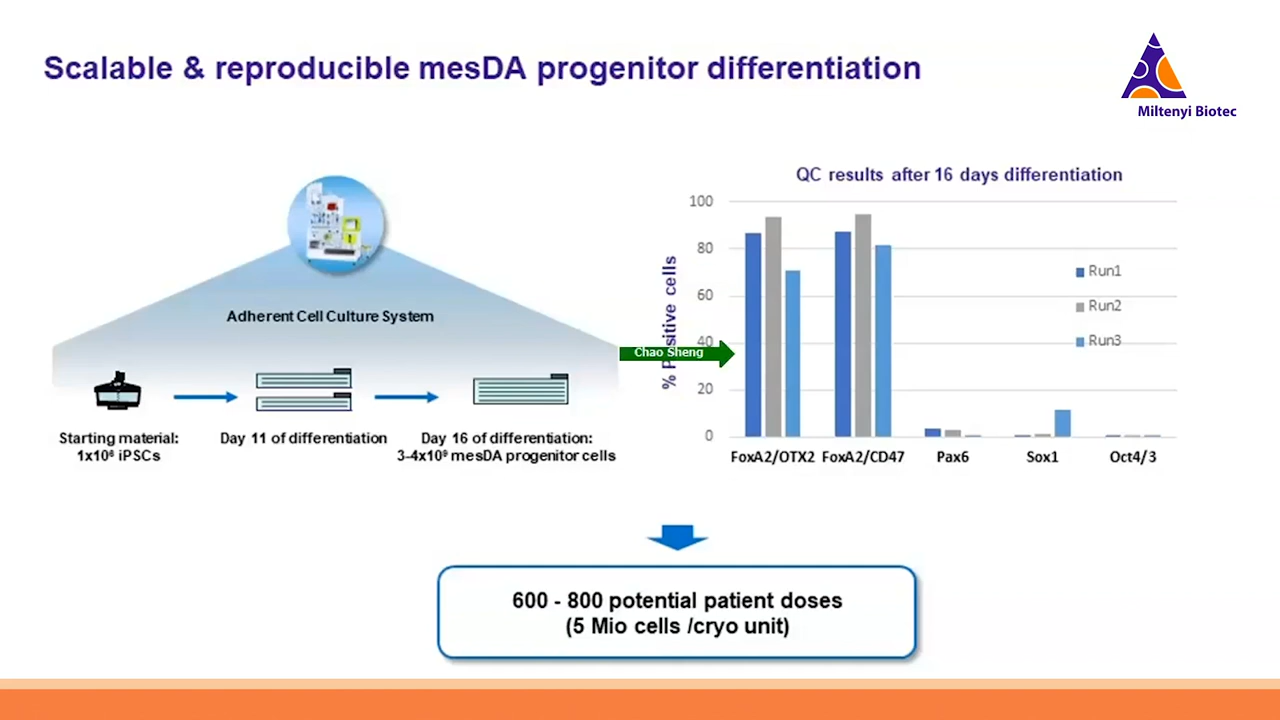 Scalable & reproducible mesDA progenitor differentiation
Miltenyi Biotec
Adherent Cell Culture System
Starting material:
1x10⁶ iPSCs
Day 11 of differentiation
Day 16 of differentiation:
3-4x10⁹ mesDA progenitor cells
Chao Sheng
QC results after 16 days differentiation
% Positive cells
100
80
60
40
20
0
Run1
Run2
Run3
FoxA2/OTX2 FoxA2/CD47 Pax6 Sox1 Oct4/3
600 - 800 potential patient doses
(5 Mio cells /cryo unit)